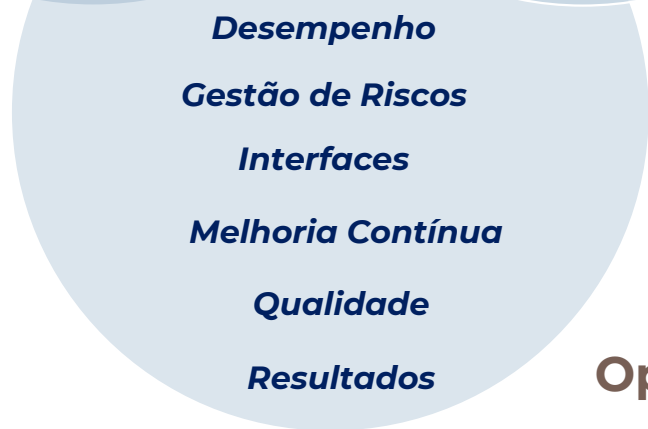 Desempenho
Gestão de Riscos
Interfaces
Melhoria Contínua
Qualidade
Resultados